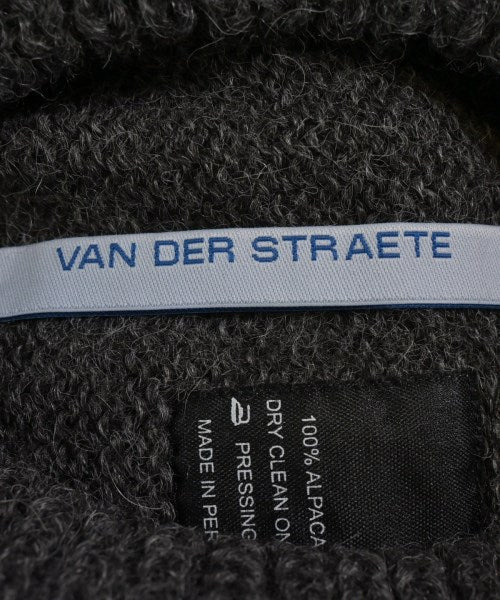 VAN DER STRAETE
100% ALPACA
DRY CLEAN ON
PRESSING
MADE IN PER